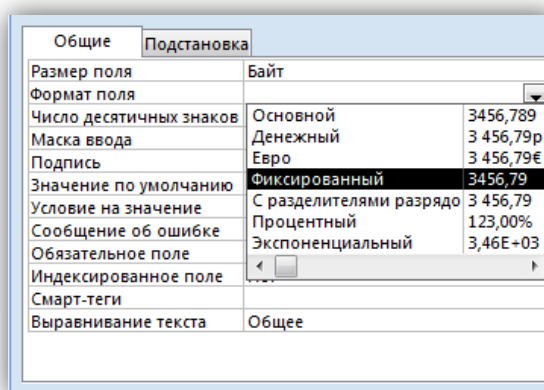 Общие Подстановка
Размер поля Байт
Формат поля
Число десятичных знаков Основной 3456,789
Маска ввода Денежный 3 456,79р
Подпись Евро 3 456,79€
Значение по умолчанию Фиксированный 3456,79
Условие на значение С разделителями разрядо 3 456,79
Сообщение об ошибке Процентный 123,00%
Обязательное поле Экспоненциальный 3,46E+03
Индексированное поле
Смарт-теги
Выравнивание текста Общее